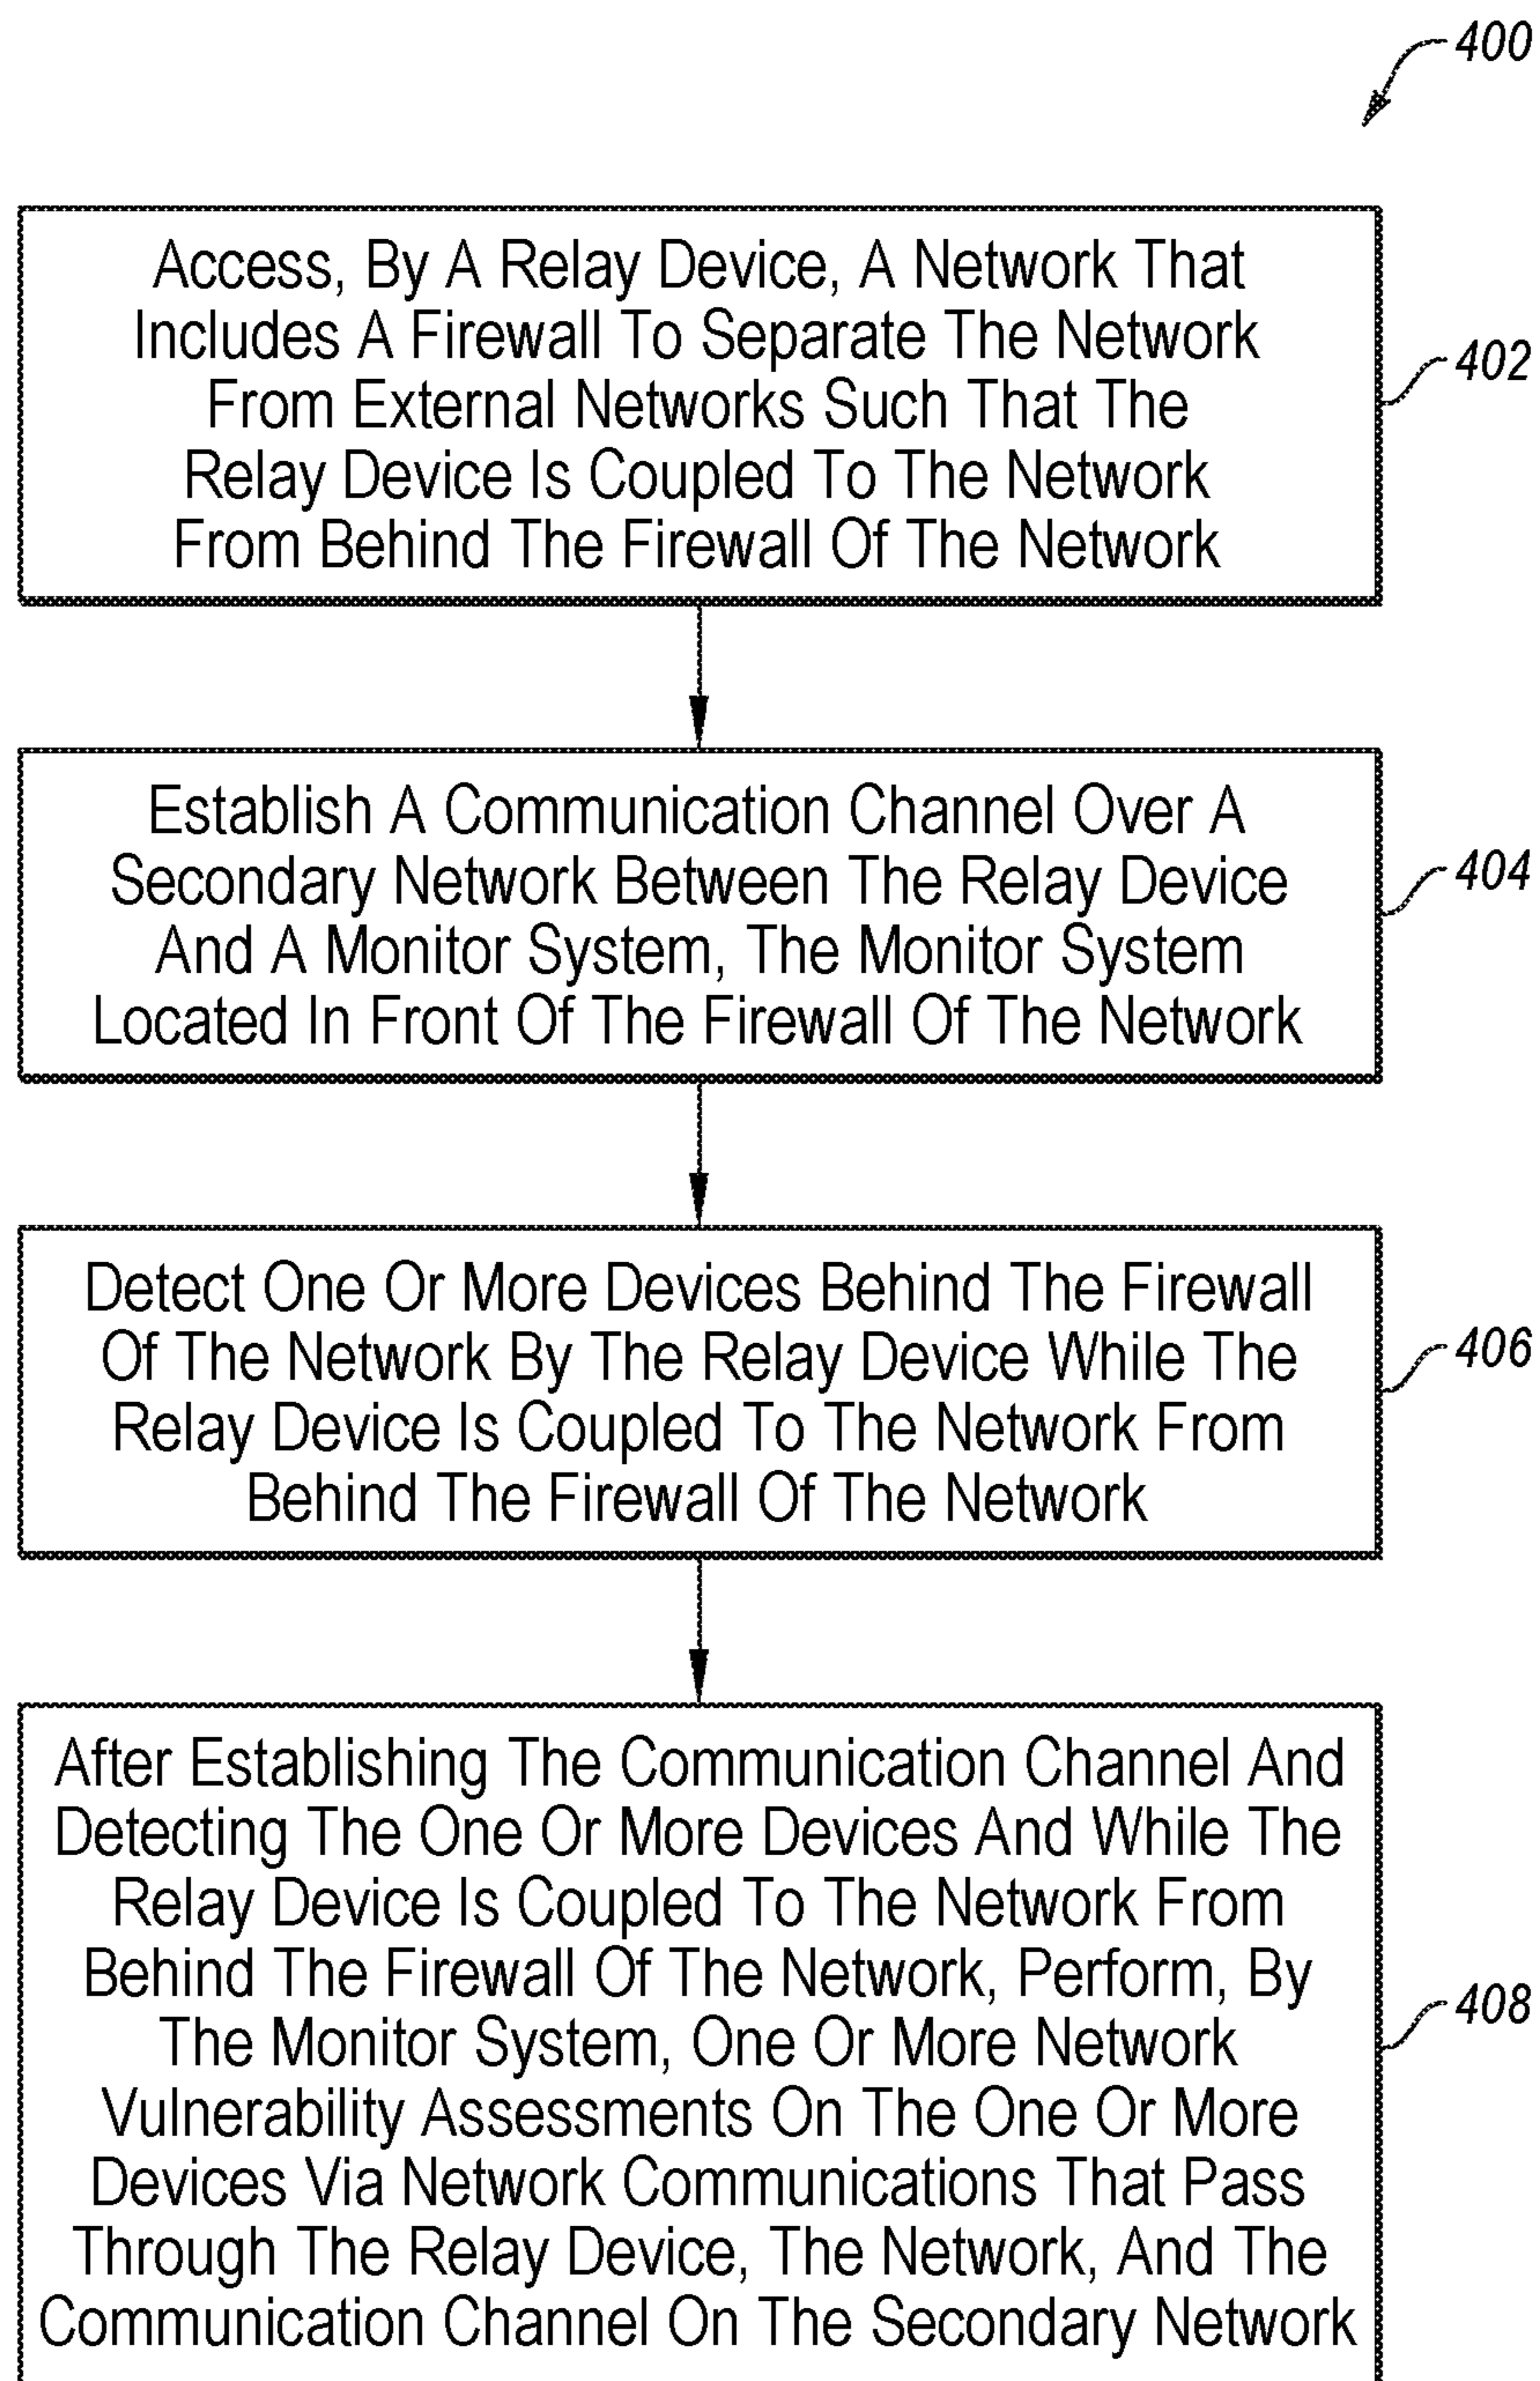 400
Access, By A Relay Device, A Network That
Includes A Firewall To Separate The Network
From External Networks Such That The
Relay Device Is Coupled To The Network
From Behind The Firewall Of The Network
402
Establish A Communication Channel Over A
Secondary Network Between The Relay Device
And A Monitor System, The Monitor System
Located In Front Of The Firewall Of The Network
404
Detect One Or More Devices Behind The Firewall
Of The Network By The Relay Device While The
Relay Device Is Coupled To The Network From
Behind The Firewall Of The Network
406
After Establishing The Communication Channel And
Detecting The One Or More Devices And While The
Relay Device Is Coupled To The Network From
Behind The Firewall Of The Network, Perform, By
The Monitor System, One Or More Network
Vulnerability Assessments On The One Or More
Devices Via Network Communications That Pass
Through The Relay Device, The Network, And The
Communication Channel On The Secondary Network
408